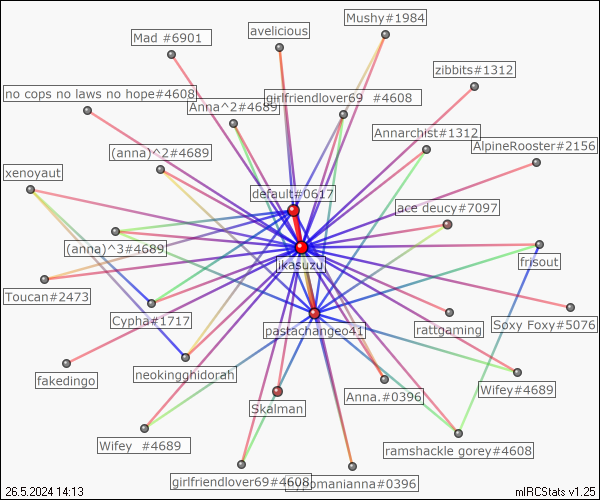 Mushy#1984
avelicious
Mad #6901
zibbits#1312
no cops no laws no hope#4608
girlfriendlover69 #4608
Anna^2#4689
Annarchist#1312
AlpineRooster#2156
(anna)^2#4689
xenoyaut
default#0617
ace deucy#7097
(anna)^3#4689
frisout
ikasuzu
Toucan#2473
Cypha#1717
Soxy Foxy#5076
pastachangeo41
rattgaming
fakedingo
neokingghidorah
Wifey#4689
Anna.#0396
Skalman
Wifey #4689
ramshackle gorey#4608
girlfriendlover69#4608
#0396
26.5.2024 14:13
mIRCStats v1.25